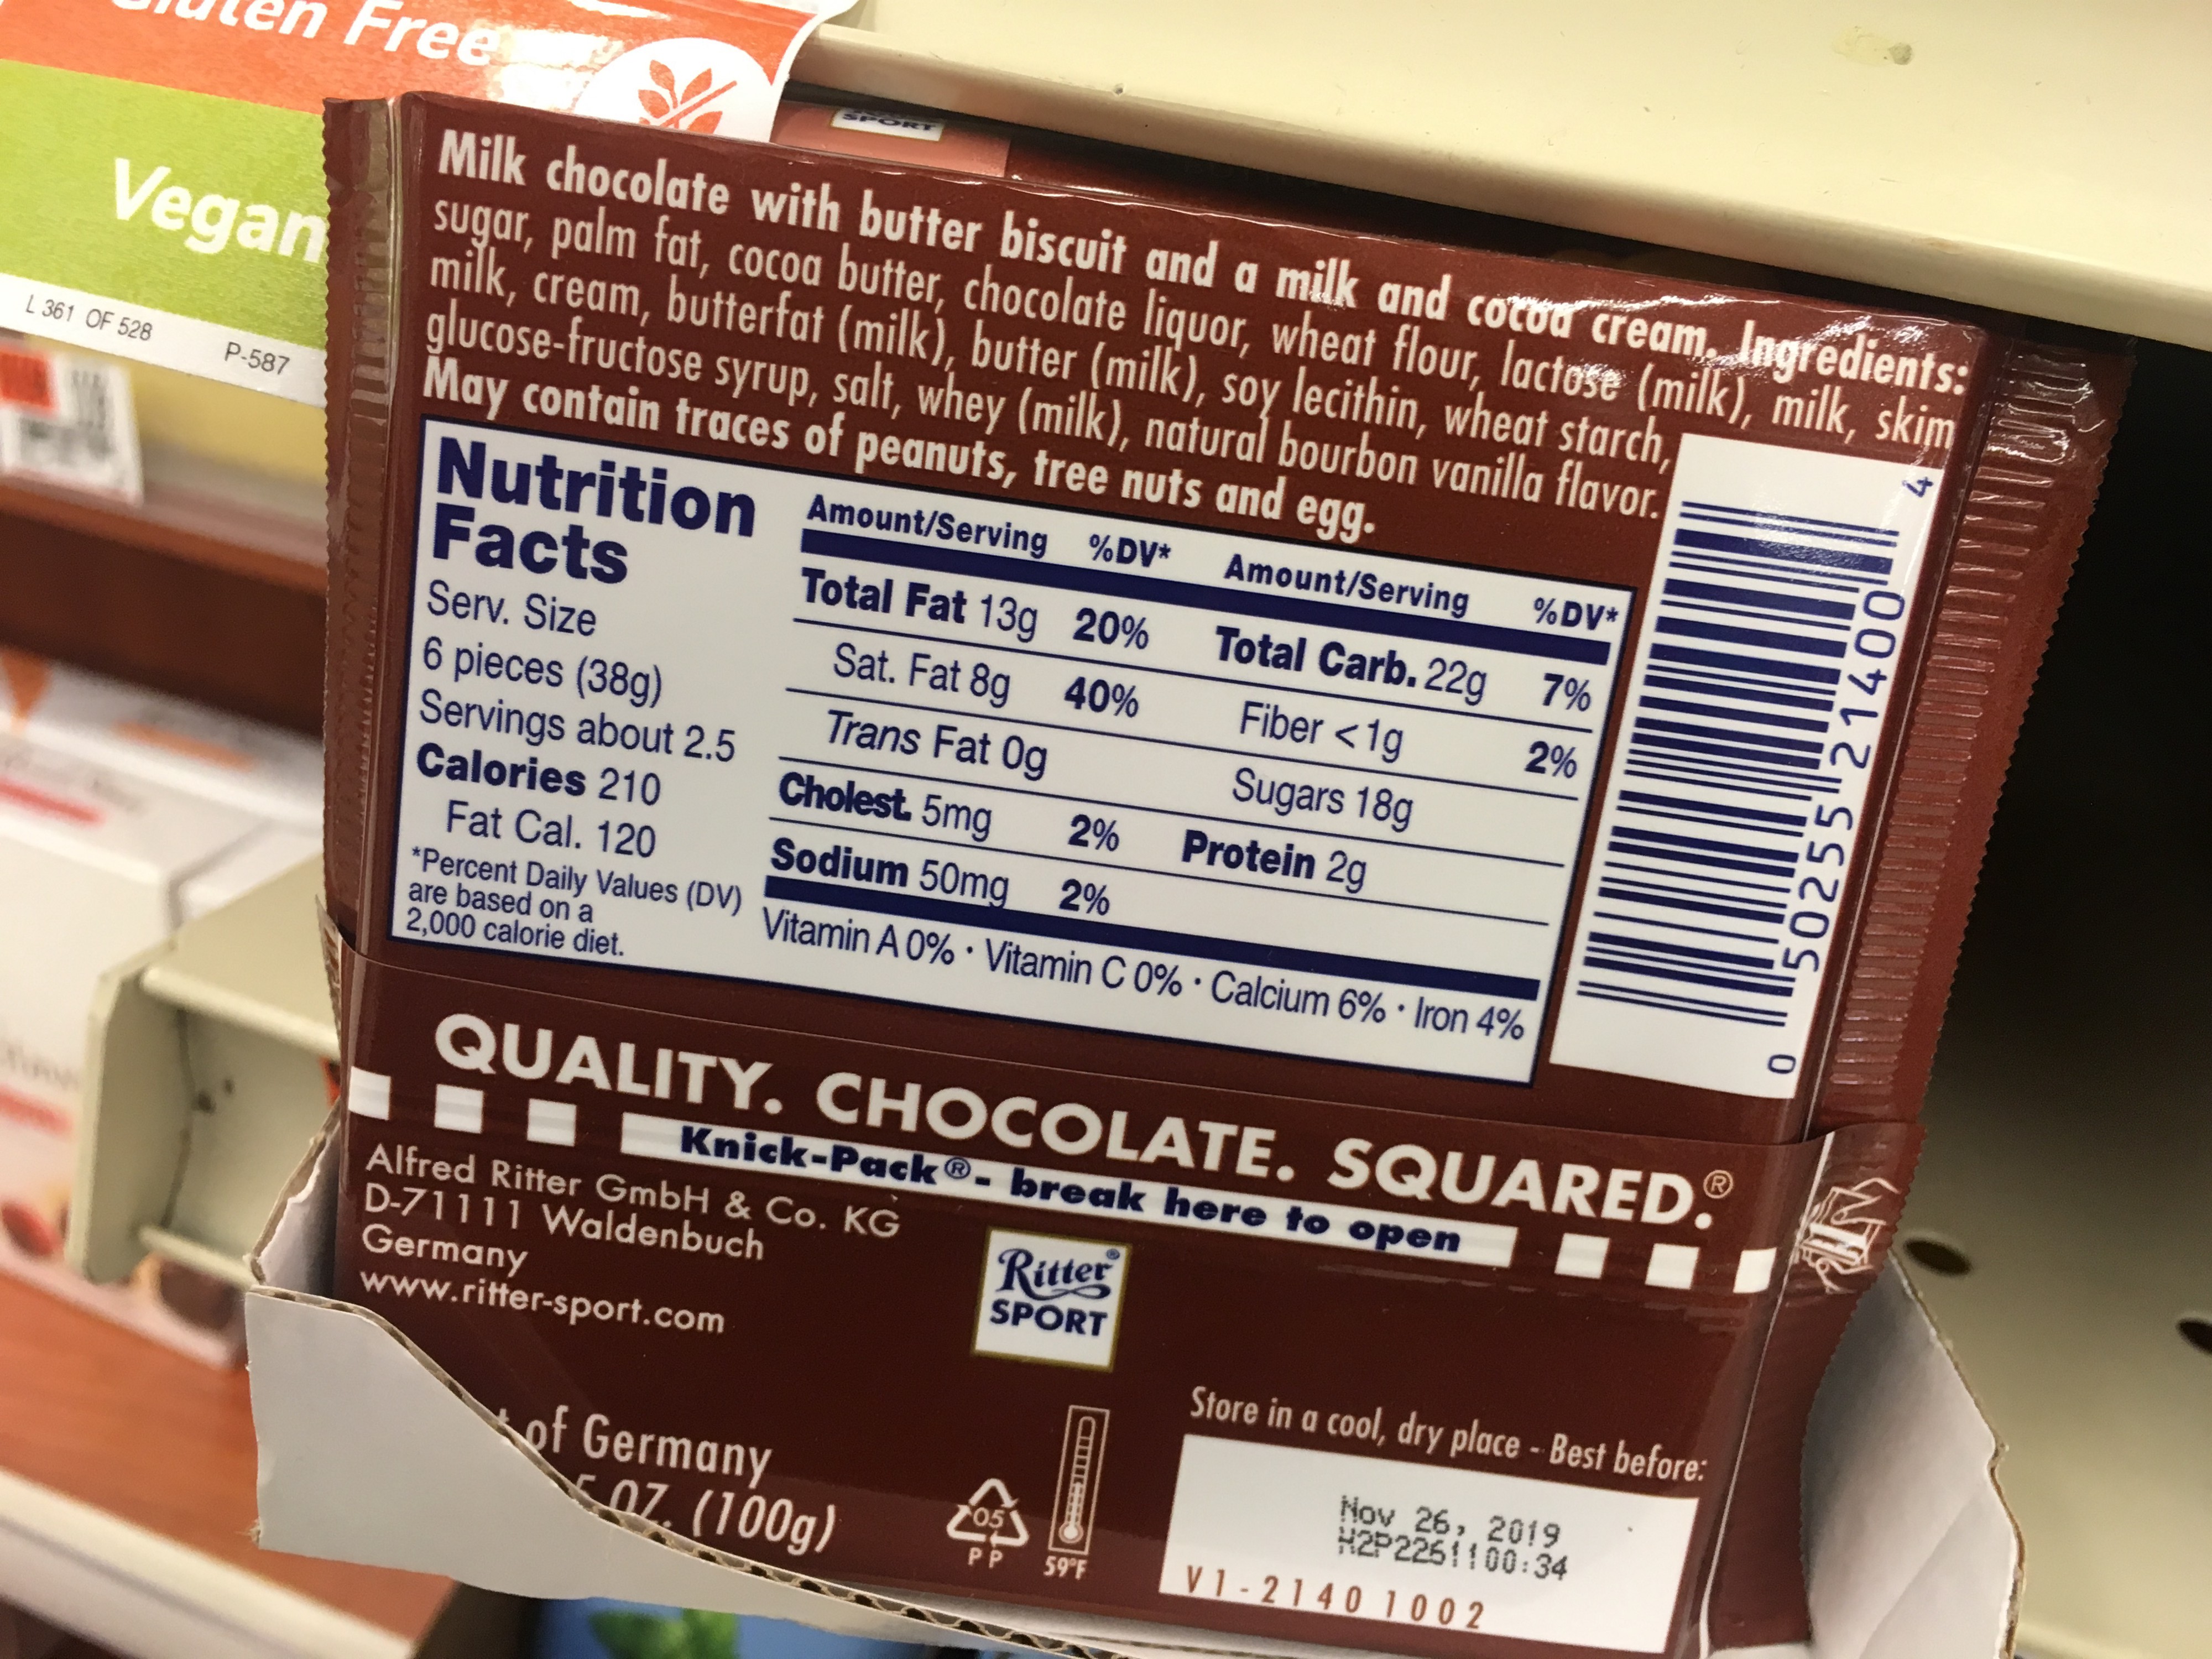 Gluten Free
Vegan
L 361 OF 528 P-587
SPORT
Milk chocolate with butter biscuit and a milk and cocoa cream. Ingredients:
sugar, palm fat, cocoa butter, chocolate liquor, wheat flour, lactose (milk), milk, skim
milk, cream, butterfat (milk), butter (milk), soy lecithin, wheat starch,
glucose-fructose syrup, salt, whey (milk), natural bourbon vanilla flavor.
May contain traces of peanuts, tree nuts and egg.
Nutrition
Facts
Serv. Size
6 pieces (38g)
Servings about 2.5
Calories 210
Fat Cal. 120
*Percent Daily Values (DV)
are based on a
2,000 calorie diet.
Amount/Serving %DV* Amount/Serving %DV*
Total Fat 13g 20% Total Carb. 22g 7%
Sat. Fat 8g 40% Fiber <1g 2%
Trans Fat 0g Sugars 18g
Cholest. 5mg 2% Protein 2g
Sodium 50mg 2%
Vitamin A 0% · Vitamin C 0% · Calcium 6% · Iron 4%
0 50255 21400 4
QUALITY. CHOCOLATE. SQUARED.®
Knick-Pack® - break here to open
Alfred Ritter GmbH & Co. KG
D-71111 Waldenbuch
Germany
www.ritter-sport.com
Ritter®
SPORT
of Germany
5 OZ. (100g)
05
PP
59°F
Store in a cool, dry place - Best before:
Nov 26, 2019
H2P2261100:34
V1-2140 1002